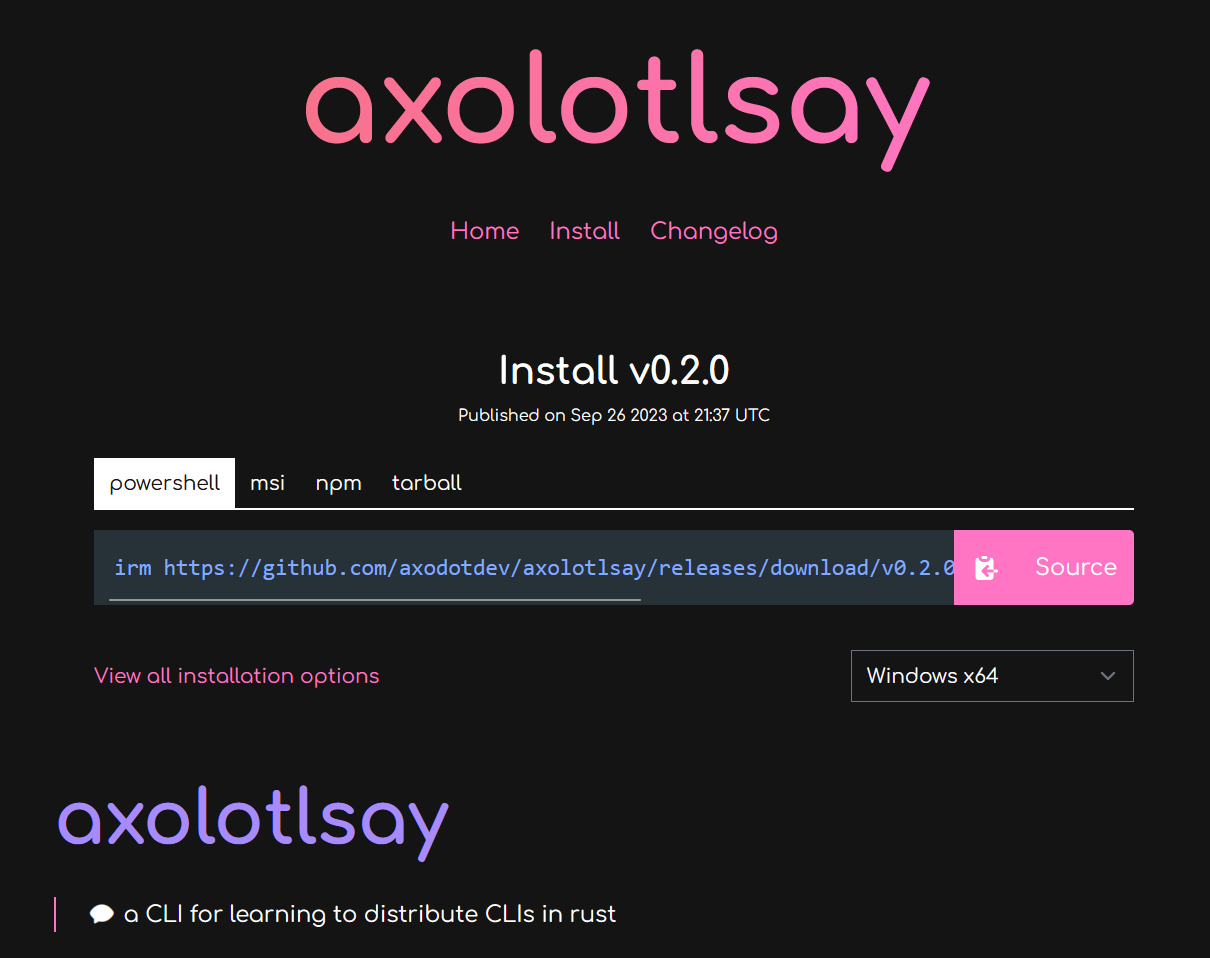 axolotlsay
Home Install Changelog
Install v0.2.0
Published on Sep 26 2023 at 21:37 UTC
powershell msi npm tarball
irm https://github.com/axodotdev/axolotlsay/releases/download/v0.2.0
Source
View all installation options
Windows x64
axolotlsay
a CLI for learning to distribute CLIs in rust